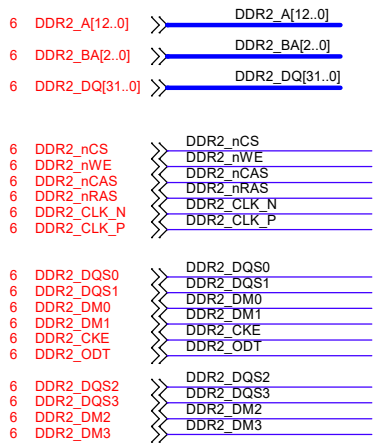 6 DDR2_A[12..0] DDR2_A[12..0]
6 DDR2_BA[2..0] DDR2_BA[2..0]
6 DDR2_DQ[31..0] DDR2_DQ[31..0]
6 DDR2_nCS DDR2_nCS
6 DDR2_nWE DDR2_nWE
6 DDR2_nCAS DDR2_nCAS
6 DDR2_nRAS DDR2_nRAS
6 DDR2_CLK_N DDR2_CLK_N
6 DDR2_CLK_P DDR2_CLK_P
6 DDR2_DQS0 DDR2_DQS0
6 DDR2_DQS1 DDR2_DQS1
6 DDR2_DM0 DDR2_DM0
6 DDR2_DM1 DDR2_DM1
6 DDR2_CKE DDR2_CKE
6 DDR2_ODT DDR2_ODT
6 DDR2_DQS2 DDR2_DQS2
6 DDR2_DQS3 DDR2_DQS3
6 DDR2_DM2 DDR2_DM2
6 DDR2_DM3 DDR2_DM3